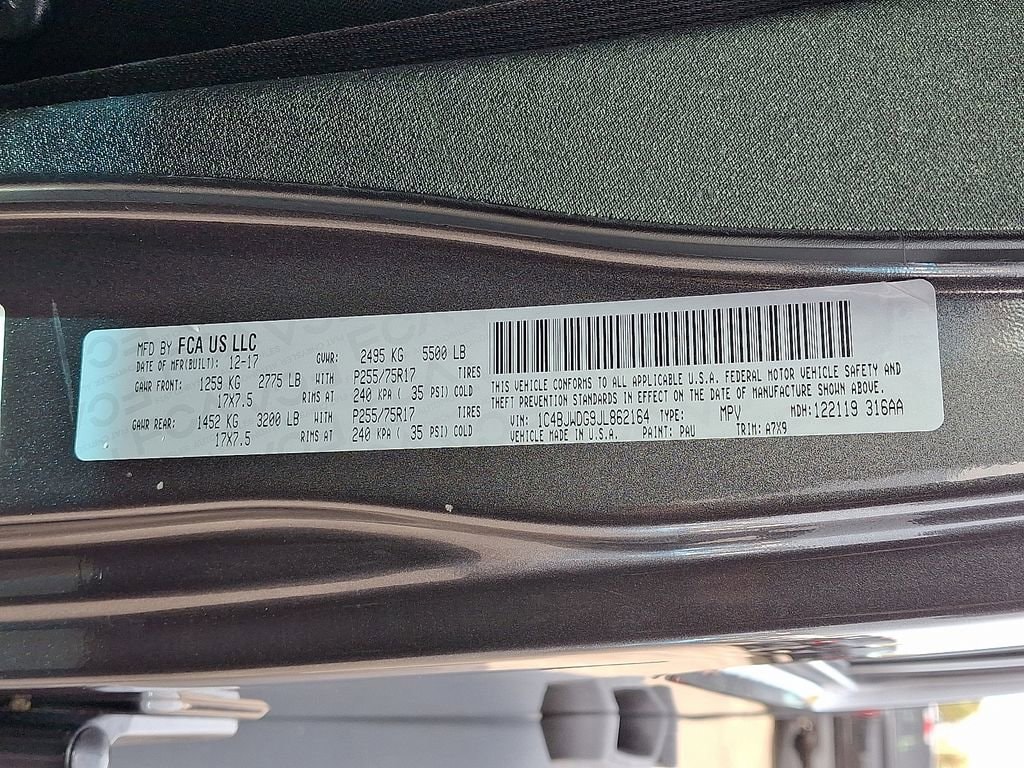 MFD BY FCA US LLC
DATE OF MFR(BUILT): 12-17 GVWR: 2495 KG 5500 LB
GAWR FRONT: 1259 KG 2775 LB WITH P255/75R17 TIRES
17X7.5 RIMS AT 240 KPA ( 35 PSI) COLD
GAWR REAR: 1452 KG 3200 LB WITH P255/75R17 TIRES
17X7.5 RIMS AT 240 KPA ( 35 PSI) COLD
THIS VEHICLE CONFORMS TO ALL APPLICABLE U.S.A. FEDERAL MOTOR VEHICLE SAFETY AND
THEFT PREVENTION STANDARDS IN EFFECT ON THE DATE OF MANUFACTURE SHOWN ABOVE.
VIN: 1C4BJWDG9JL862164 TYPE: MPV MDH: 122119 316AA
VEHICLE MADE IN U.S.A. PAINT: PAU TRIM: A7X9